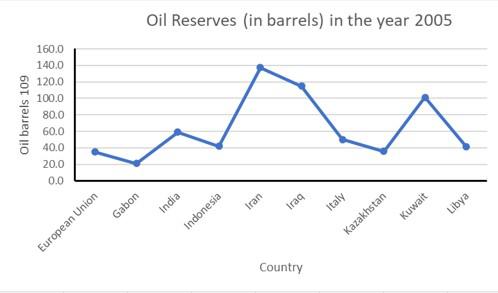 Oil Reserves (in barrels) in the year 2005
Oil barrels 109
160.0
140.0
120.0
100.0
80.0
60.0
40.0
20.0
0.0
European Union
Gabon
India
Indonesia
Iran
Iraq
Italy
Kazakhstan
Kuwait
Libya
Country